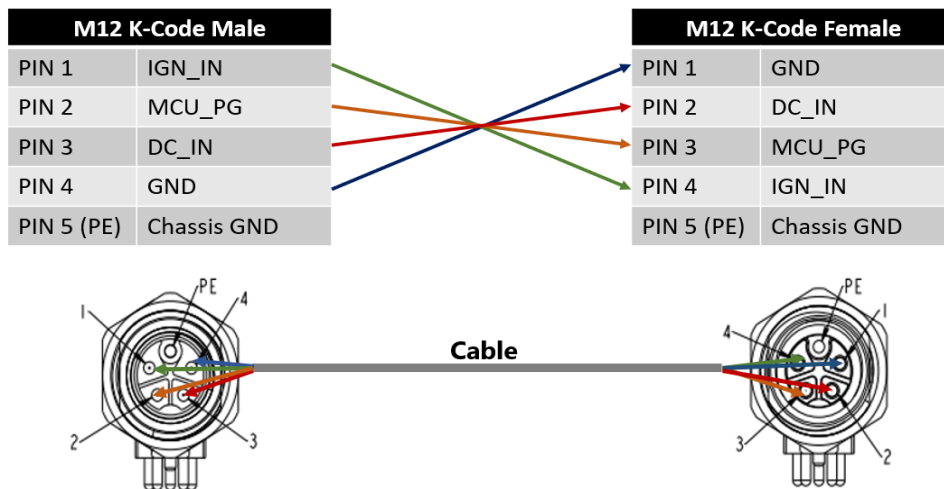 M12 K-Code Male
PIN 1 IGN_IN
PIN 2 MCU_PG
PIN 3 DC_IN
PIN 4 GND
PIN 5 (PE) Chassis GND
M12 K-Code Female
PIN 1 GND
PIN 2 DC_IN
PIN 3 MCU_PG
PIN 4 IGN_IN
PIN 5 (PE) Chassis GND
PE
1
4
2
3
Cable
PE
4
1
3
2